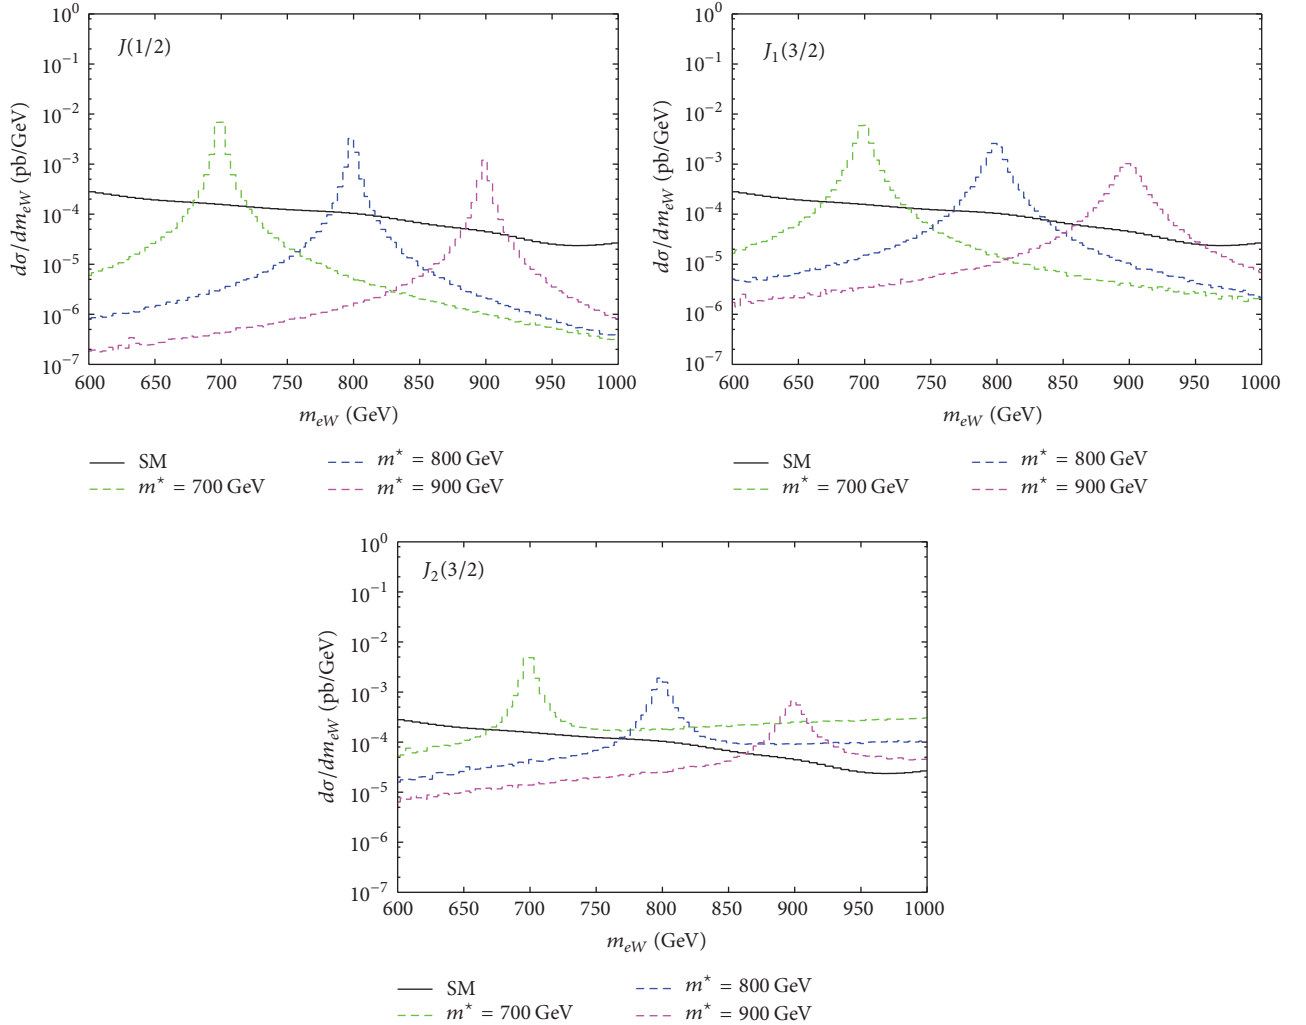 J(1/2)
dσ/dm_eW (pb/GeV)
10^0
10^−1
10^−2
10^−3
10^−4
10^−5
10^−6
10^−7
600 650 700 750 800 850 900 950 1000
m_eW (GeV)
SM
m* = 700 GeV
m* = 800 GeV
m* = 900 GeV
J_1(3/2)
dσ/dm_eW (pb/GeV)
10^0
10^−1
10^−2
10^−3
10^−4
10^−5
10^−6
10^−7
600 650 700 750 800 850 900 950 1000
m_eW (GeV)
SM
m* = 700 GeV
m* = 800 GeV
m* = 900 GeV
J_2(3/2)
dσ/dm_eW (pb/GeV)
10^0
10^−1
10^−2
10^−3
10^−4
10^−5
10^−6
10^−7
600 650 700 750 800 850 900 950 1000
m_eW (GeV)
SM
m* = 700 GeV
m* = 800 GeV
m* = 900 GeV